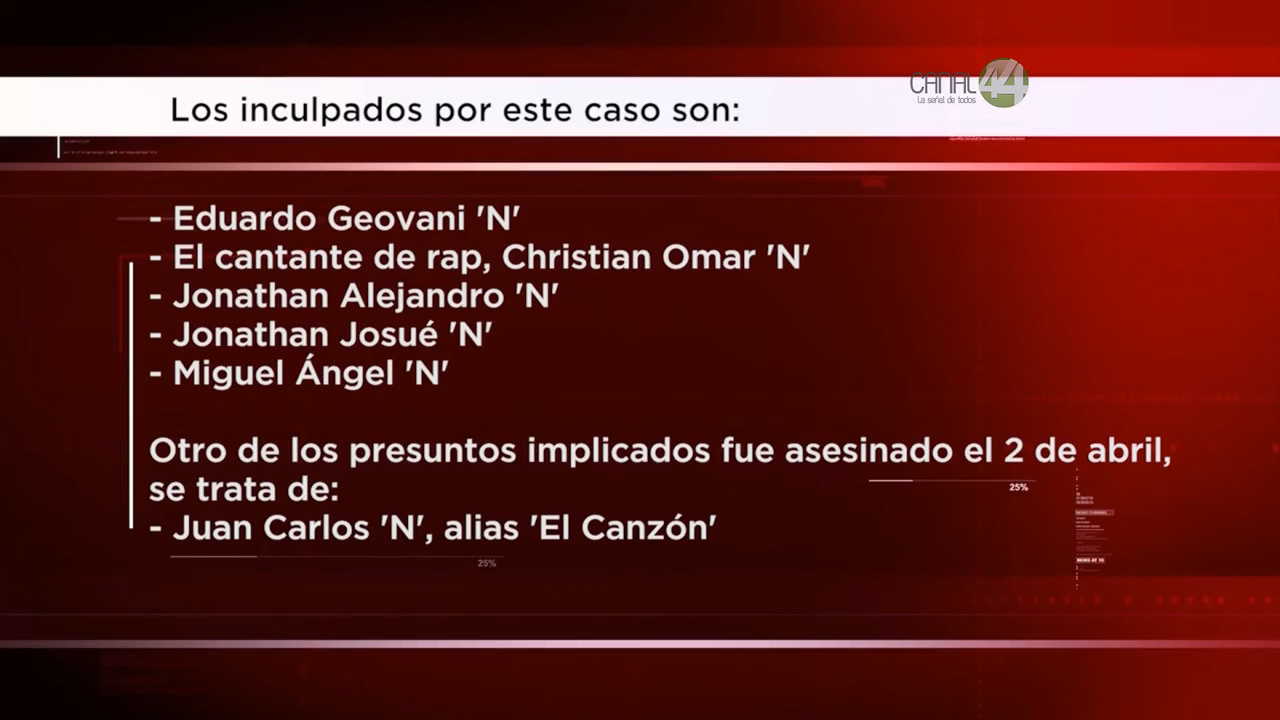 CANAL 44
La señal de todos
Los inculpados por este caso son:
- Eduardo Geovani 'N'
- El cantante de rap, Christian Omar 'N'
- Jonathan Alejandro 'N'
- Jonathan Josué 'N'
- Miguel Ángel 'N'
Otro de los presuntos implicados fue asesinado el 2 de abril,
se trata de:
25%
- Juan Carlos 'N', alias 'El Canzón'
25%